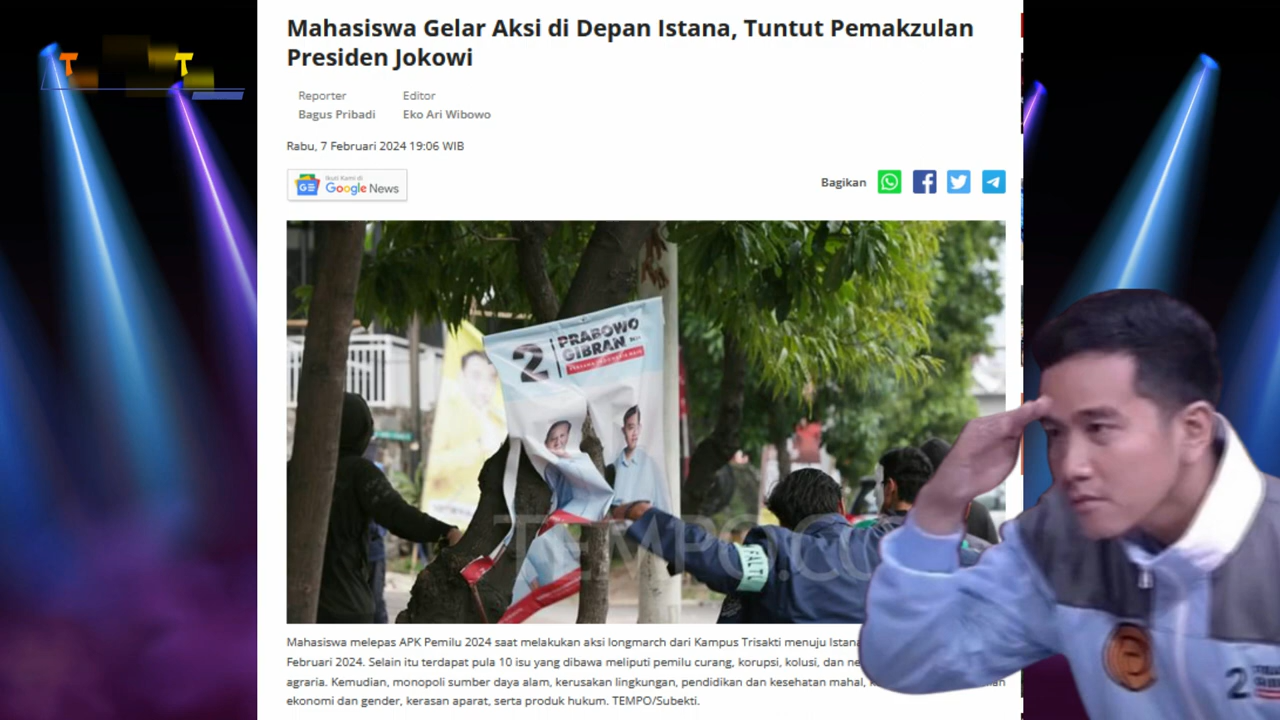 Mahasiswa Gelar Aksi di Depan Istana, Tuntut Pemakzulan
Presiden Jokowi
Reporter Editor
Bagus Pribadi Eko Ari Wibowo
Rabu, 7 Februari 2024 19:06 WIB
Ikuti Kami di
GE Google News
Bagikan
T T
2 PRABOWO
GIBRAN
TEMPO.CO
2
Mahasiswa melepas APK Pemilu 2024 saat melakukan aksi longmarch dari Kampus Trisakti menuju Istana
Februari 2024. Selain itu terdapat pula 10 isu yang dibawa meliputi pemilu curang, korupsi, kolusi, dan
agraria. Kemudian, monopoli sumber daya alam, kerusakan lingkungan, pendidikan dan kesehatan mahal,
ekonomi dan gender, kerasan aparat, serta produk hukum. TEMPO/Subekti.